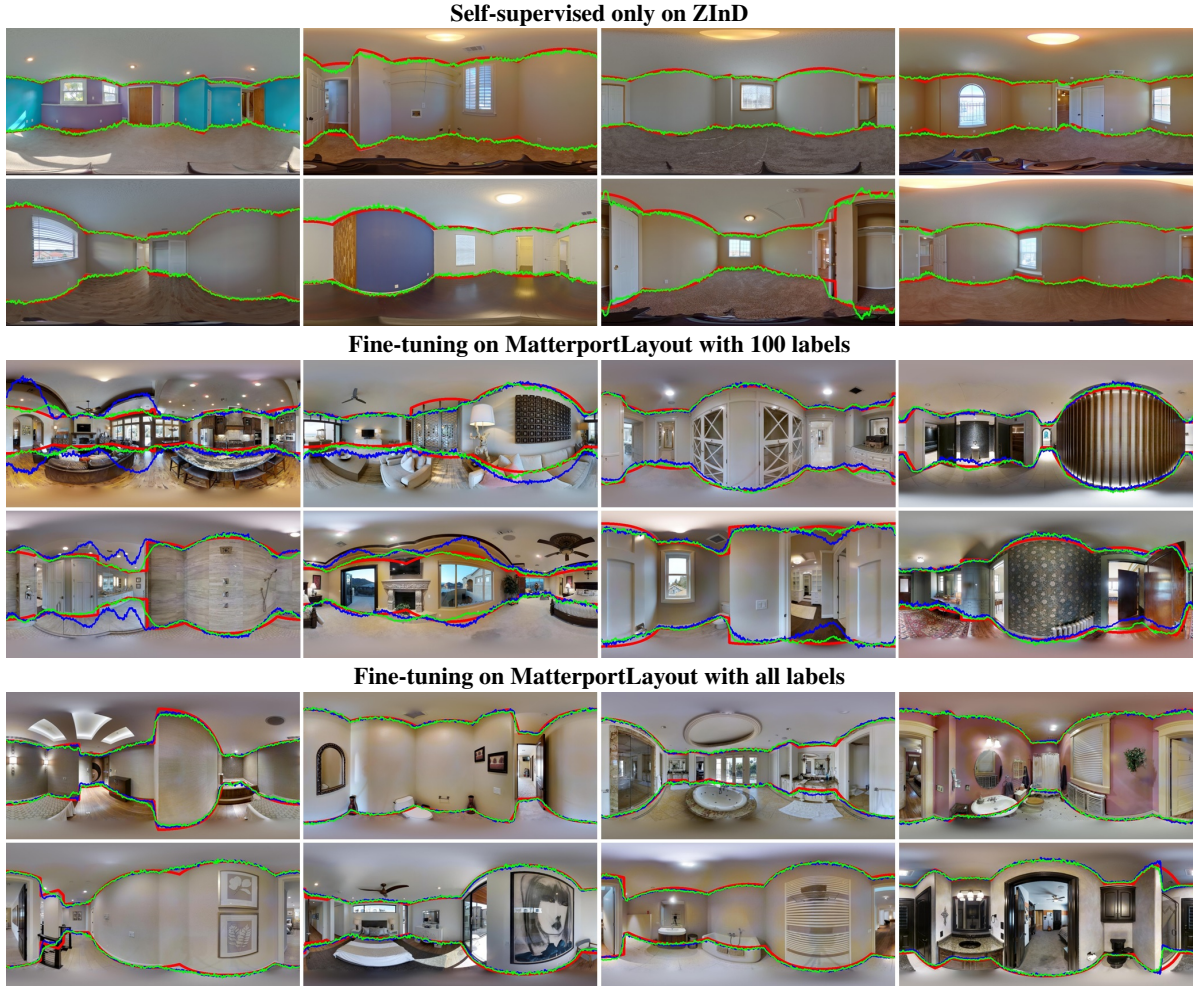 Self-supervised only on ZInD
Fine-tuning on MatterportLayout with 100 labels
Fine-tuning on MatterportLayout with all labels